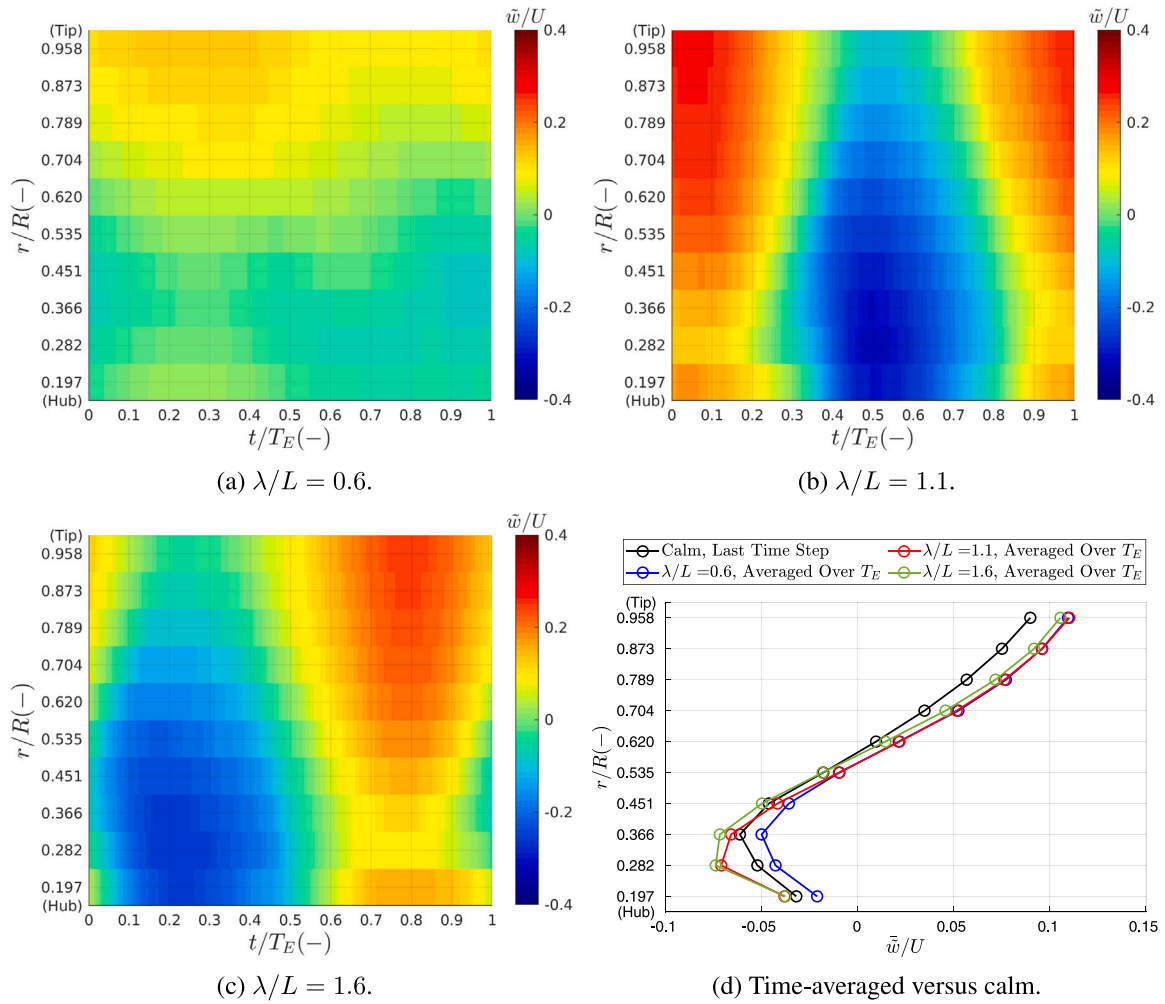 w̃/U
(Tip)
0.958
0.873
0.789
0.704
0.620
0.535
0.451
0.366
0.282
0.197
(Hub)
r/R(−)
0 0.1 0.2 0.3 0.4 0.5 0.6 0.7 0.8 0.9 1
t/T_E(−)
0.4
0.2
0
-0.2
-0.4
(a) λ/L = 0.6.
w̃/U
(Tip)
0.958
0.873
0.789
0.704
0.620
0.535
0.451
0.366
0.282
0.197
(Hub)
r/R(−)
0 0.1 0.2 0.3 0.4 0.5 0.6 0.7 0.8 0.9 1
t/T_E(−)
0.4
0.2
0
-0.2
-0.4
(b) λ/L = 1.1.
w̃/U
(Tip)
0.958
0.873
0.789
0.704
0.620
0.535
0.451
0.366
0.282
0.197
(Hub)
r/R(−)
0 0.1 0.2 0.3 0.4 0.5 0.6 0.7 0.8 0.9 1
t/T_E(−)
0.4
0.2
0
-0.2
-0.4
(c) λ/L = 1.6.
Calm, Last Time Step
λ/L =0.6, Averaged Over T_E
λ/L =1.1, Averaged Over T_E
λ/L =1.6, Averaged Over T_E
(Tip)
0.958
0.873
0.789
0.704
0.620
0.535
0.451
0.366
0.282
0.197
(Hub)
r/R(−)
-0.1 -0.05 0 0.05 0.1 0.15
w̃̄/U
(d) Time-averaged versus calm.